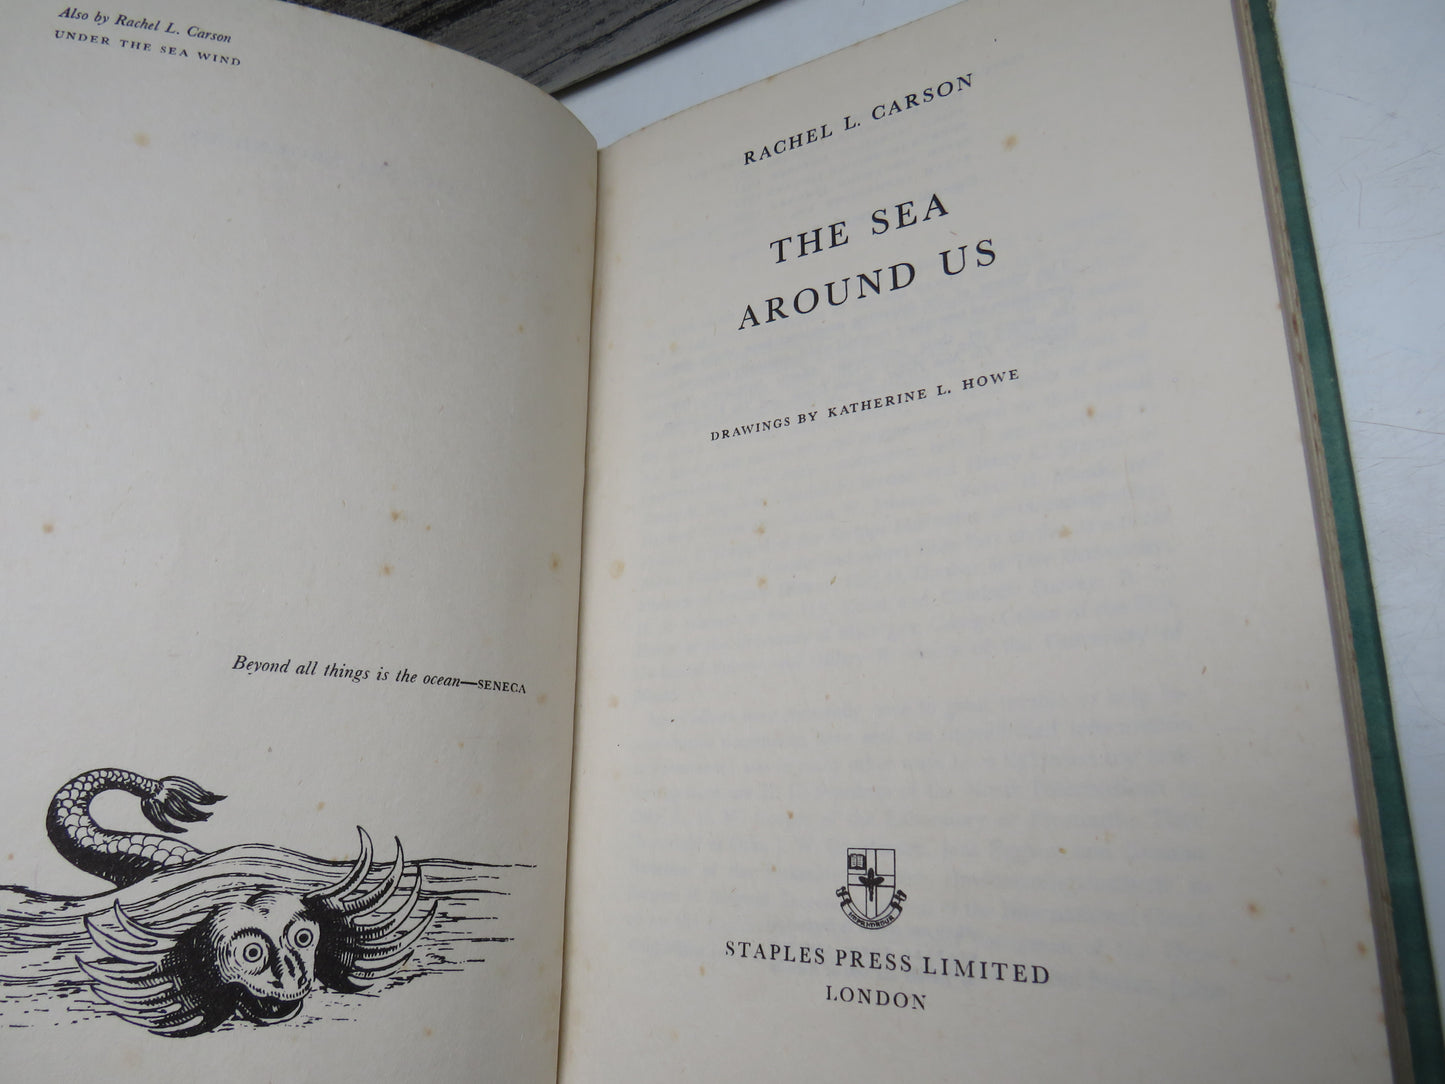 Also by Rachel L. Carson
UNDER THE SEA WIND
Beyond all things is the ocean—SENECA
RACHEL L. CARSON
THE SEA
AROUND US
DRAWINGS BY KATHERINE L. HOWE
STAPLES PRESS LIMITED
LONDON